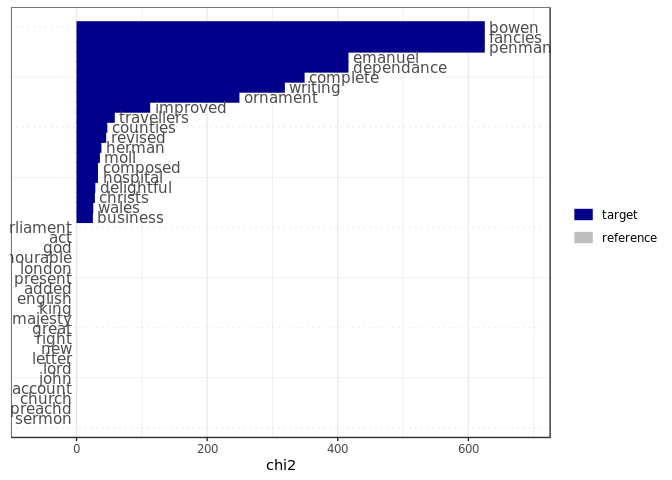 bowen
fancies
penman
emanuel
dependance
complete
writing
ornament
improved
travellers
counties
revised
herman
moll
composed
hospital
delightful
christs
wales
business
rliament
act
god
nourable
london
present
added
english
king
majesty
great
right
new
letter
lord
john
account
church
preachd
sermon
target
reference
0 200 400 600
chi2